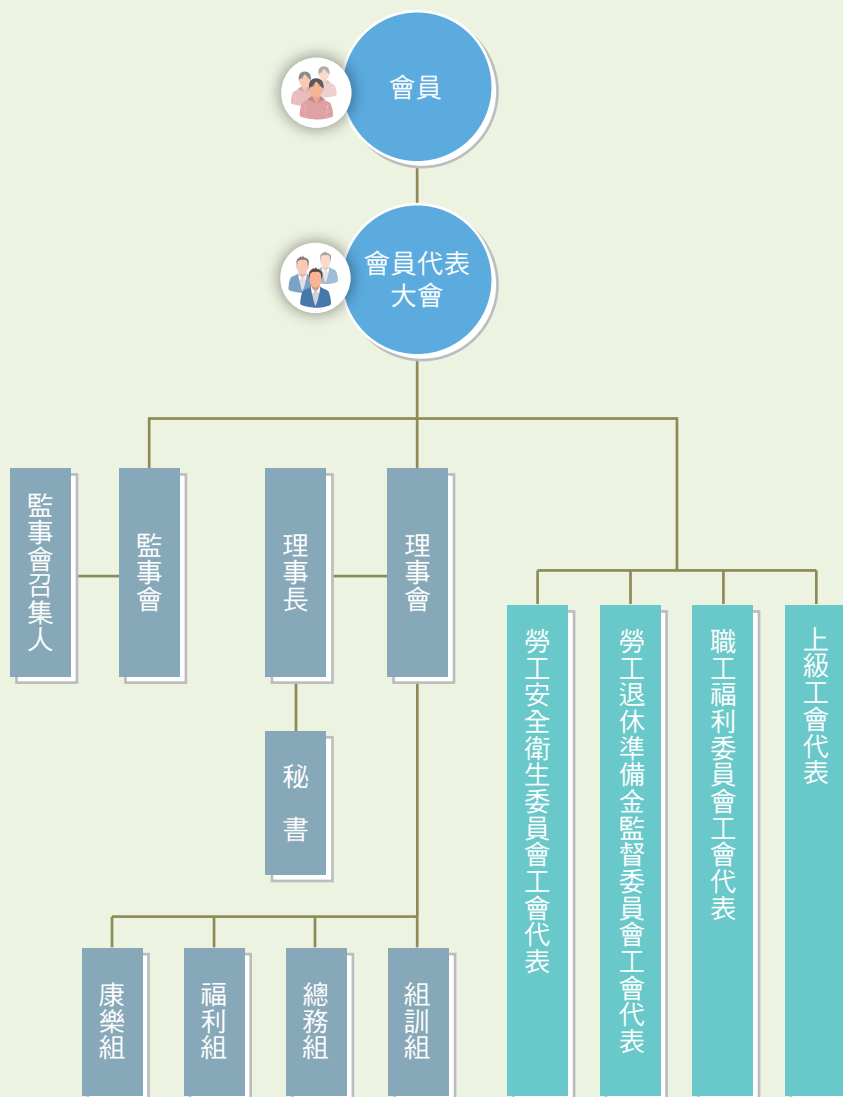 會員
會員代表
大會
監事會召集人
監事會
理事長
理事會
秘書
勞工安全衛生委員會工會代表
勞工退休準備金監督委員會工會代表
職工福利委員會工會代表
上級工會代表
康樂組
福利組
總務組
組訓組